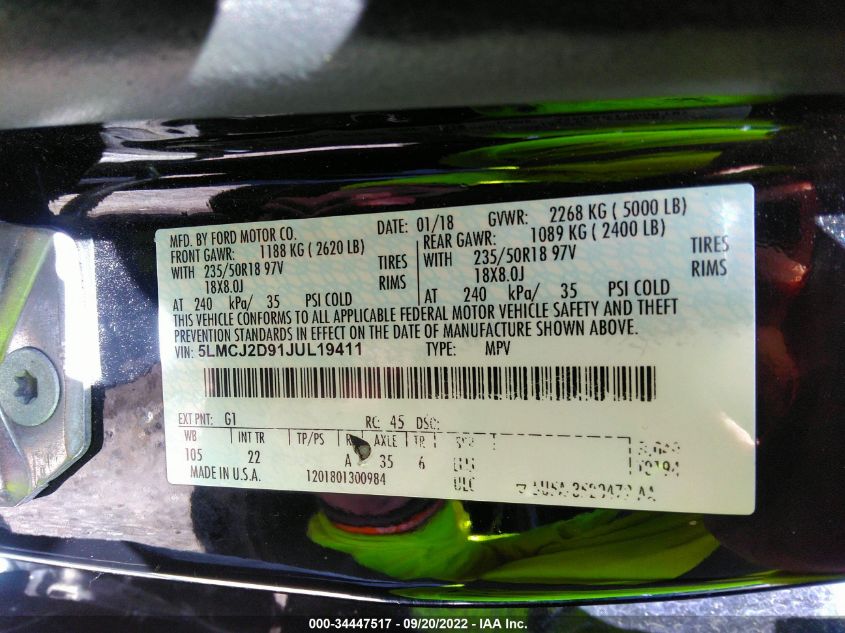 MFD. BY FORD MOTOR CO. DATE: 01/18 GVWR: 2268 KG ( 5000 LB)
FRONT GAWR: 1188 KG ( 2620 LB) REAR GAWR: 1089 KG ( 2400 LB)
WITH 235/50R18 97V TIRES WITH 235/50R18 97V TIRES
18X8.0J RIMS 18X8.0J RIMS
AT 240 kPa/ 35 PSI COLD AT 240 kPa/ 35 PSI COLD
THIS VEHICLE CONFORMS TO ALL APPLICABLE FEDERAL MOTOR VEHICLE SAFETY AND THEFT
PREVENTION STANDARDS IN EFFECT ON THE DATE OF MANUFACTURE SHOWN ABOVE.
VIN: 5LMCJ2D91JUL19411 TYPE: MPV
EXT PNT: G1 RC: 45 DSO:
WB INT TR TP/PS R AXLE TR
105 22 A 35 6
MADE IN U.S.A. 1201801300984 ULC
000-34447517 - 09/20/2022 - IAA Inc.